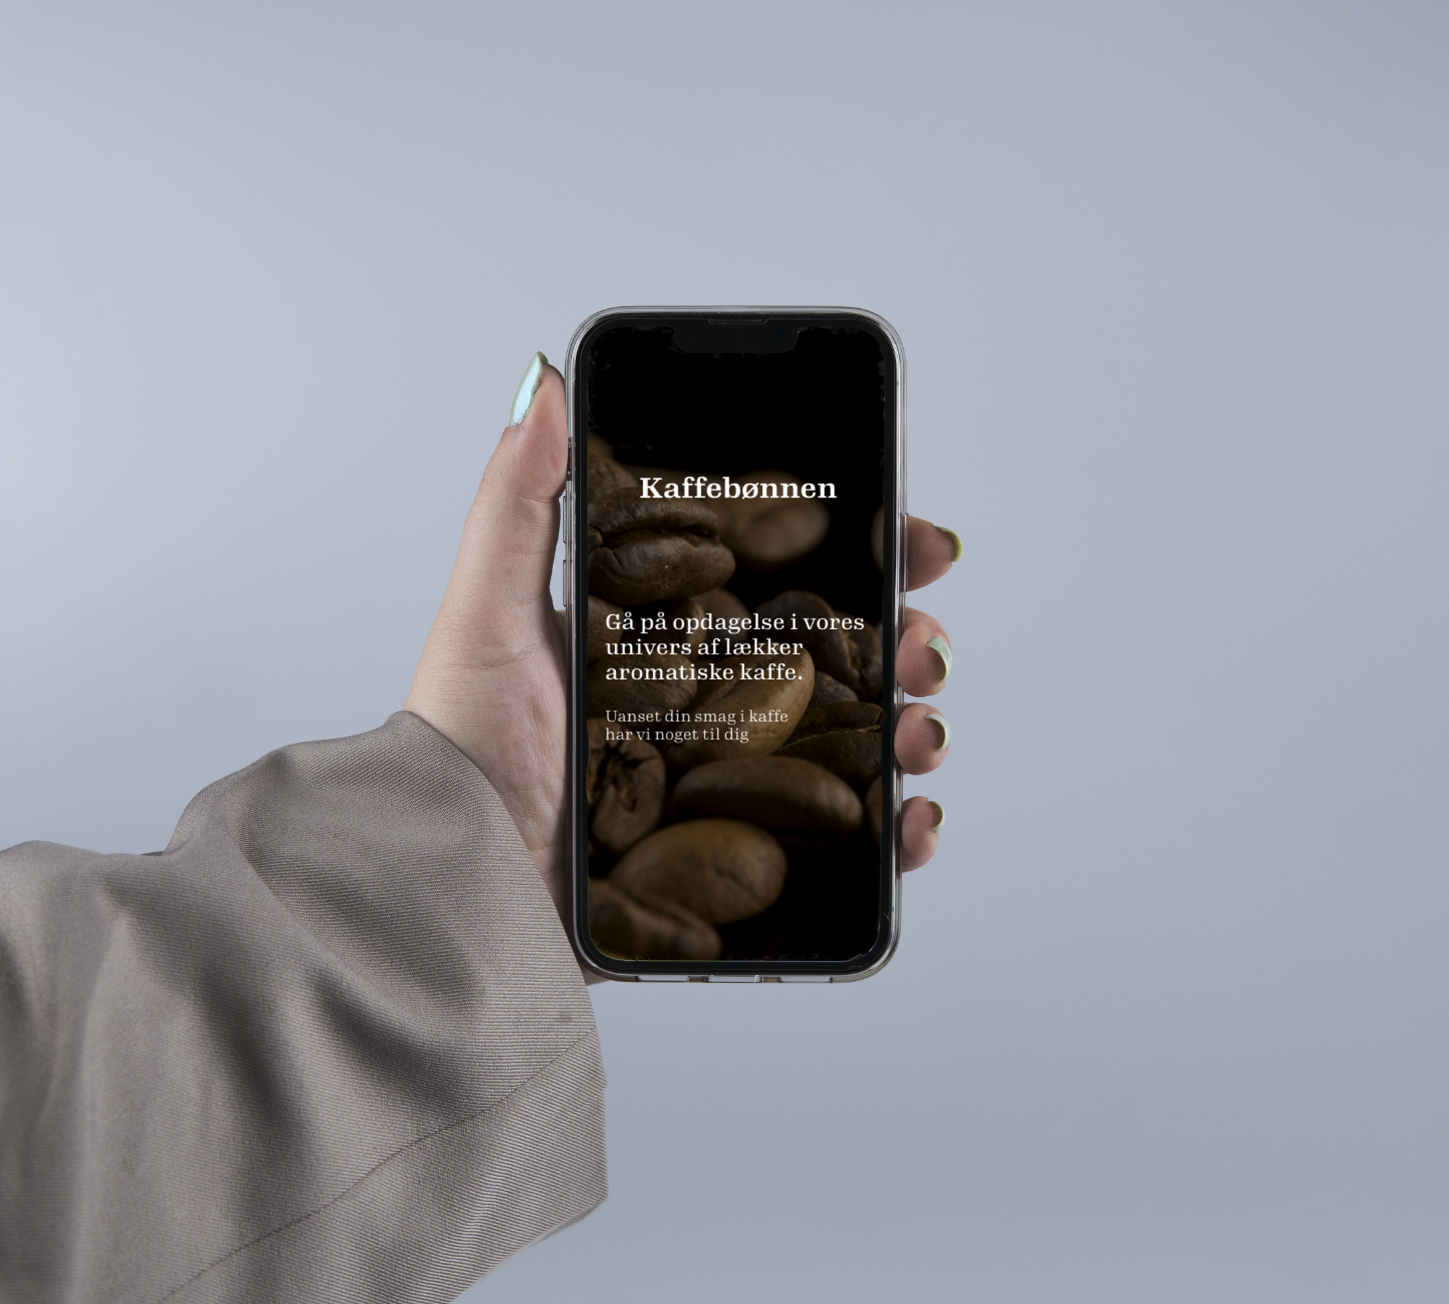 Kaffebønnen
Gå på opdagelse i vores
univers af lækker
aromatiske kaffe.
Uanset din smag i kaffe
har vi noget til dig